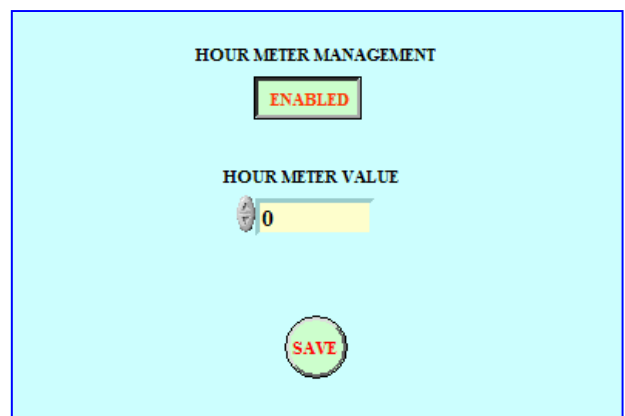 HOUR METER MANAGEMENT
ENABLED
HOUR METER VALUE
0
SAVE